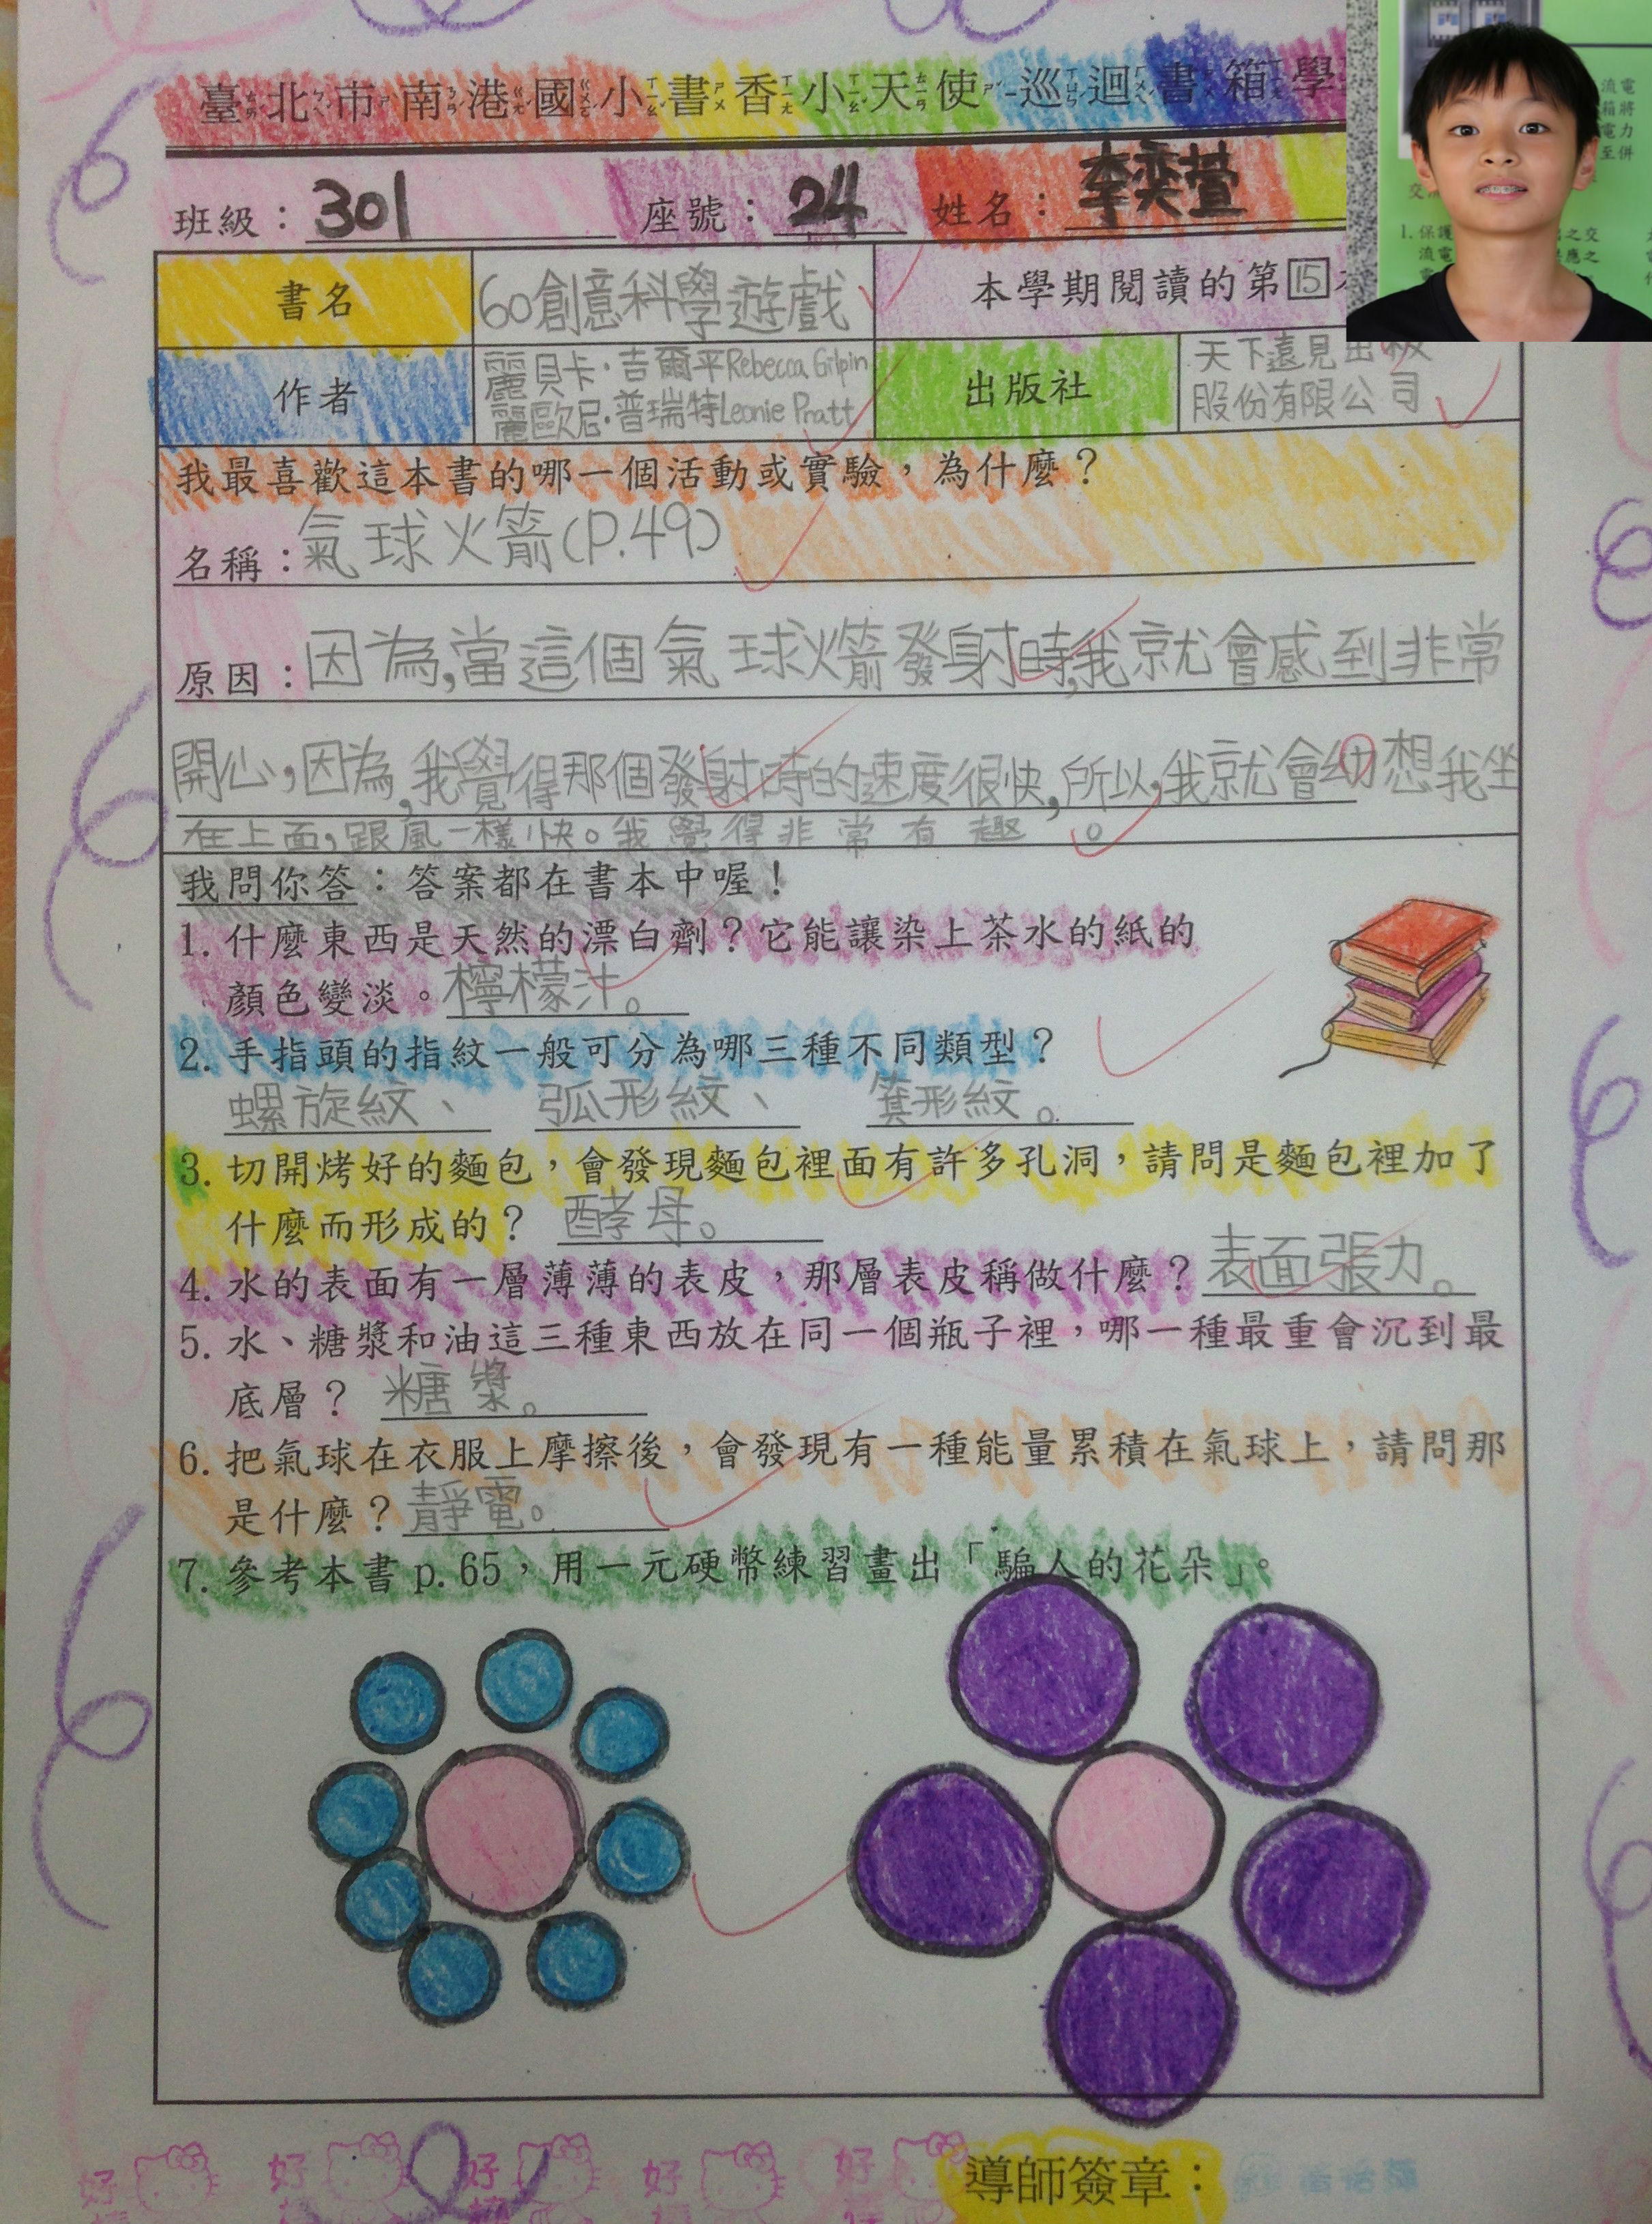 臺北市南港國小書香小天使 巡迴書箱學
班級：301 座號：24 姓名：李奕萱
書名 60創意科學遊戲 本學期閱讀的第15
作者 麗貝卡·吉爾平Rebecca Gilpin 出版社 天下遠見出版
麗歐尼·普瑞特Leonie Pratt 股份有限公司
我最喜歡這本書的哪一個活動或實驗，為什麼？
名稱：氣球火箭(P.49)
原因：因為,當這個氣球火箭發射時,我就會感到非常
開心,因為,我覺得那個發射時的速度很快,所以,我就會幼想我坐
在上面,跟風一樣快。我覺得非常有趣。
我問你答：答案都在書本中喔！
1. 什麼東西是天然的漂白劑？它能讓染上茶水的紙的
顏色變淡。檸檬汁。
2. 手指頭的指紋一般可分為哪三種不同類型？
螺旋紋、 弧形紋、 箕形紋。
3. 切開烤好的麵包，會發現麵包裡面有許多孔洞，請問是麵包裡加了
什麼而形成的？ 酵母。
4. 水的表面有一層薄薄的表皮，那層表皮稱做什麼？表面張力。
5. 水、糖漿和油這三種東西放在同一個瓶子裡，哪一種最重會沉到最
底層？ 糖漿。
6. 把氣球在衣服上摩擦後，會發現有一種能量累積在氣球上，請問那
是什麼？靜電。
7. 參考本書 p.65，用一元硬幣練習畫出「騙人的花朵」。
好 好 好 好 好
導師簽章：
流電
箱將
電力
至併
交
1.保護 之交
流電 應之